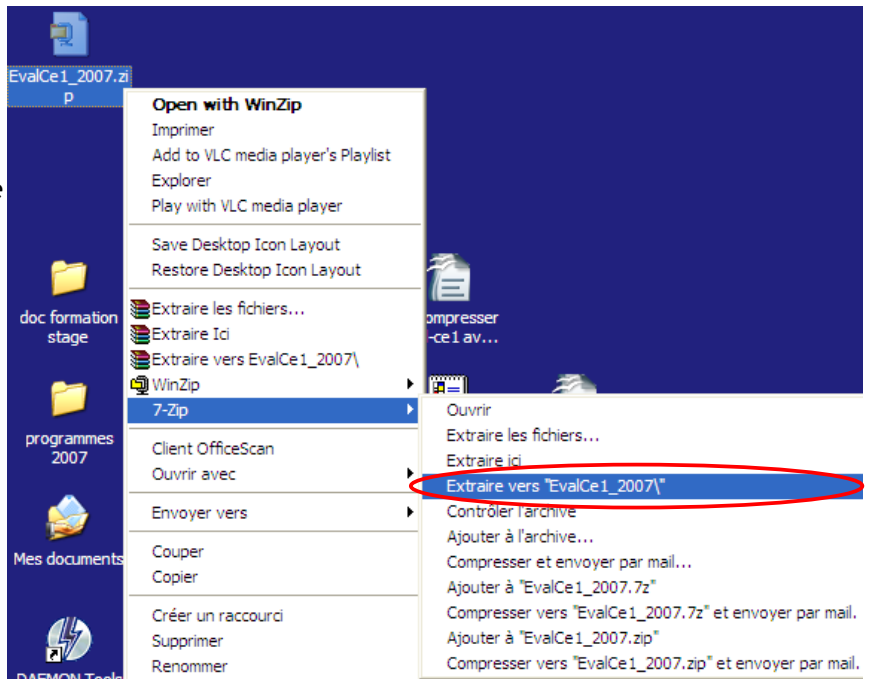 EvalCe1_2007.zi
p
e
Open with WinZip
Imprimer
Add to VLC media player's Playlist
Explorer
Play with VLC media player
Save Desktop Icon Layout
Restore Desktop Icon Layout
Extraire les fichiers...
Extraire Ici
Extraire vers EvalCe1_2007\
WinZip
7-Zip
Client OfficeScan
Ouvrir avec
Envoyer vers
Couper
Copier
Créer un raccourci
Supprimer
Renommer
Ouvrir
Extraire les fichiers...
Extraire ici
Extraire vers "EvalCe1_2007\"
Contrôler l'archive
Ajouter à l'archive...
Compresser et envoyer par mail...
Ajouter à "EvalCe1_2007.7z"
Compresser vers "EvalCe1_2007.7z" et envoyer par mail.
Ajouter à "EvalCe1_2007.zip"
Compresser vers "EvalCe1_2007.zip" et envoyer par mail.
doc formation
stage
ompresser
-ce1 av...
programmes
2007
Mes documents
DAEMON Tools